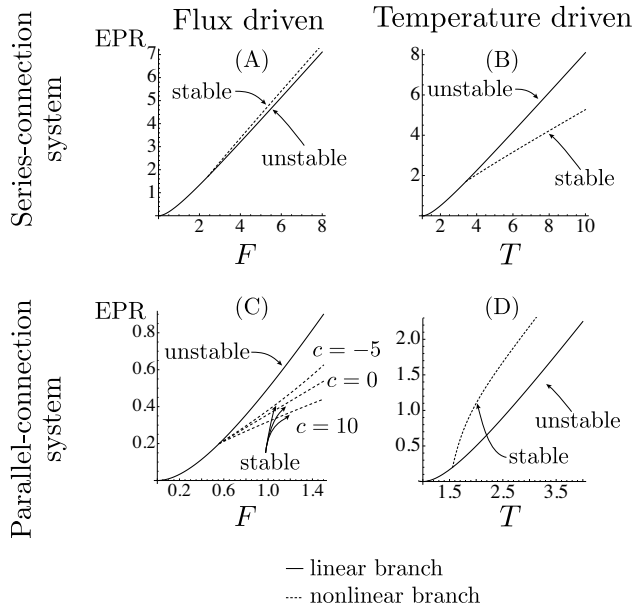 Flux driven
Temperature driven
Series-connection
system
EPR
(A)
7
6
5
4
3
2
1
2
4
6
8
stable
unstable
F
(B)
8
6
4
2
2
4
6
8
10
unstable
stable
T
Parallel-connection
system
EPR
(C)
0.8
0.6
0.4
0.2
0.2
0.6
1.0
1.4
unstable
c = −5
c = 0
c = 10
stable
F
(D)
2.0
1.5
1.0
0.5
1.5
2.5
3.5
unstable
stable
T
linear branch
nonlinear branch